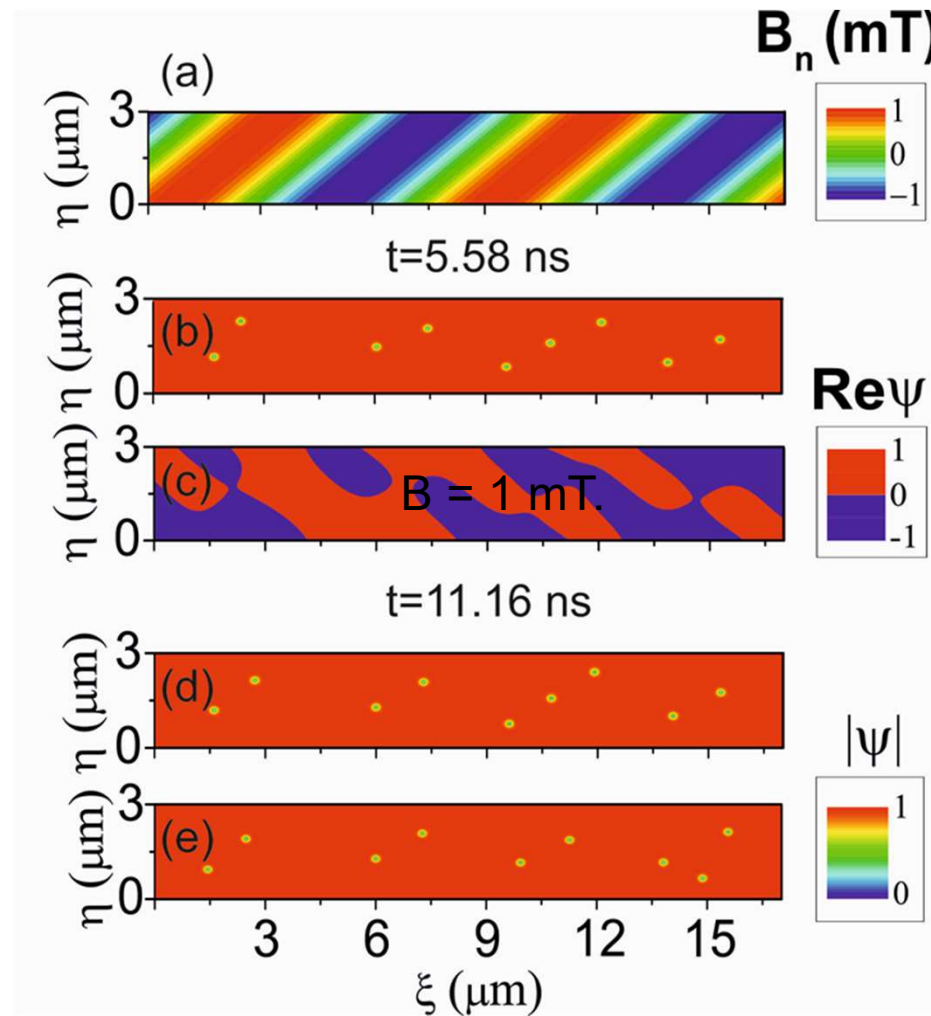 B_n (mT)
(a)
η (μm)
3
0
1
0
−1
t=5.58 ns
η (μm)
3
0
(b)
Reψ
η (μm)
3
0
(c)
B = 1 mT.
1
0
-1
t=11.16 ns
η (μm)
3
0
(d)
|ψ|
η (μm)
3
0
(e)
1
0
3 6 9 12 15
ξ (μm)